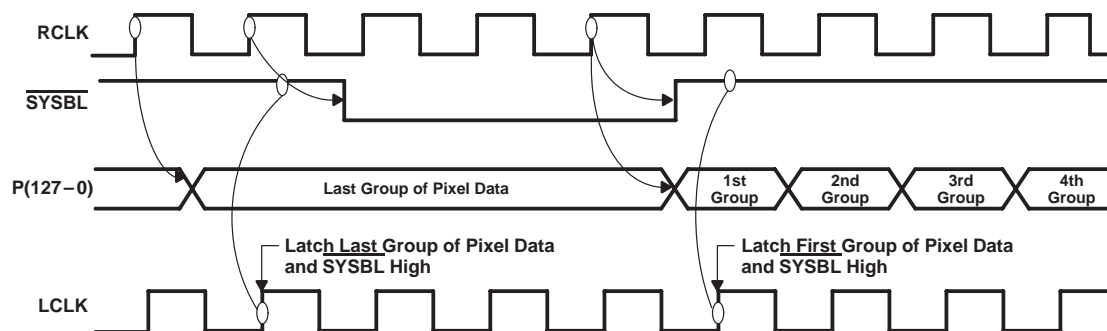 RCLK
SYSBL
P(127–0)
Last Group of Pixel Data
1st
Group
2nd
Group
3rd
Group
4th
Group
Latch Last Group of Pixel Data
and SYSBL High
Latch First Group of Pixel Data
and SYSBL High
LCLK